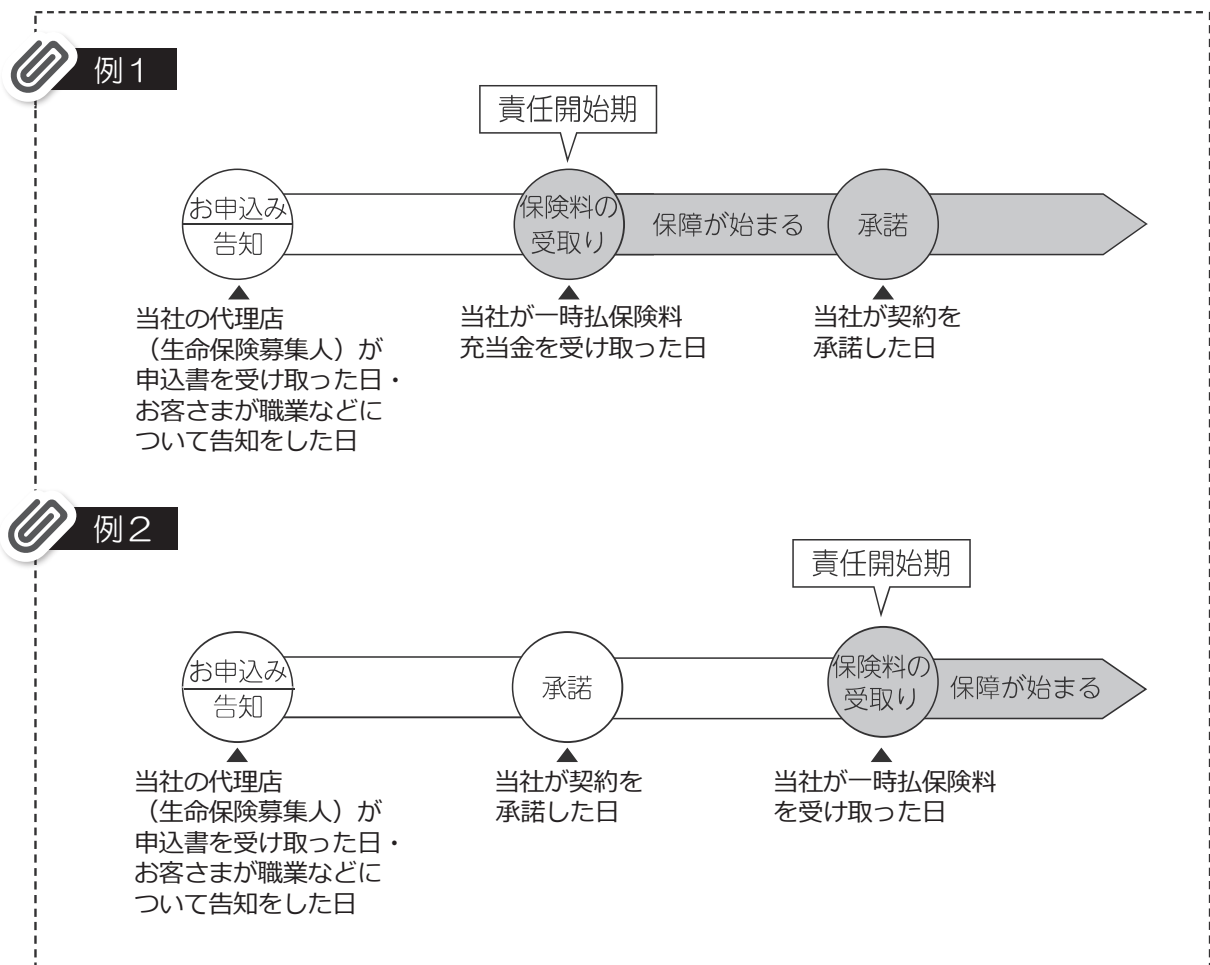 例１
責任開始期
お申込み
告知
保険料の
受取り
保障が始まる
承諾
当社の代理店
（生命保険募集人）が
申込書を受け取った日・
お客さまが職業などに
ついて告知をした日
当社が一時払保険料
充当金を受け取った日
当社が契約を
承諾した日
例２
責任開始期
お申込み
告知
承諾
保険料の
受取り
保障が始まる
当社の代理店
（生命保険募集人）が
申込書を受け取った日・
お客さまが職業などに
ついて告知をした日
当社が契約を
承諾した日
当社が一時払保険料
を受け取った日